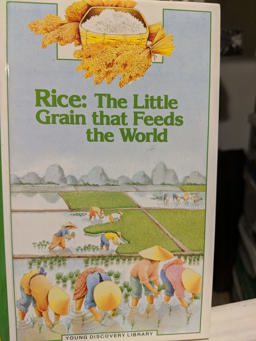 Rice: The Little
Grain that Feeds
the World
YOUNG DISCOVERY LIBRARY